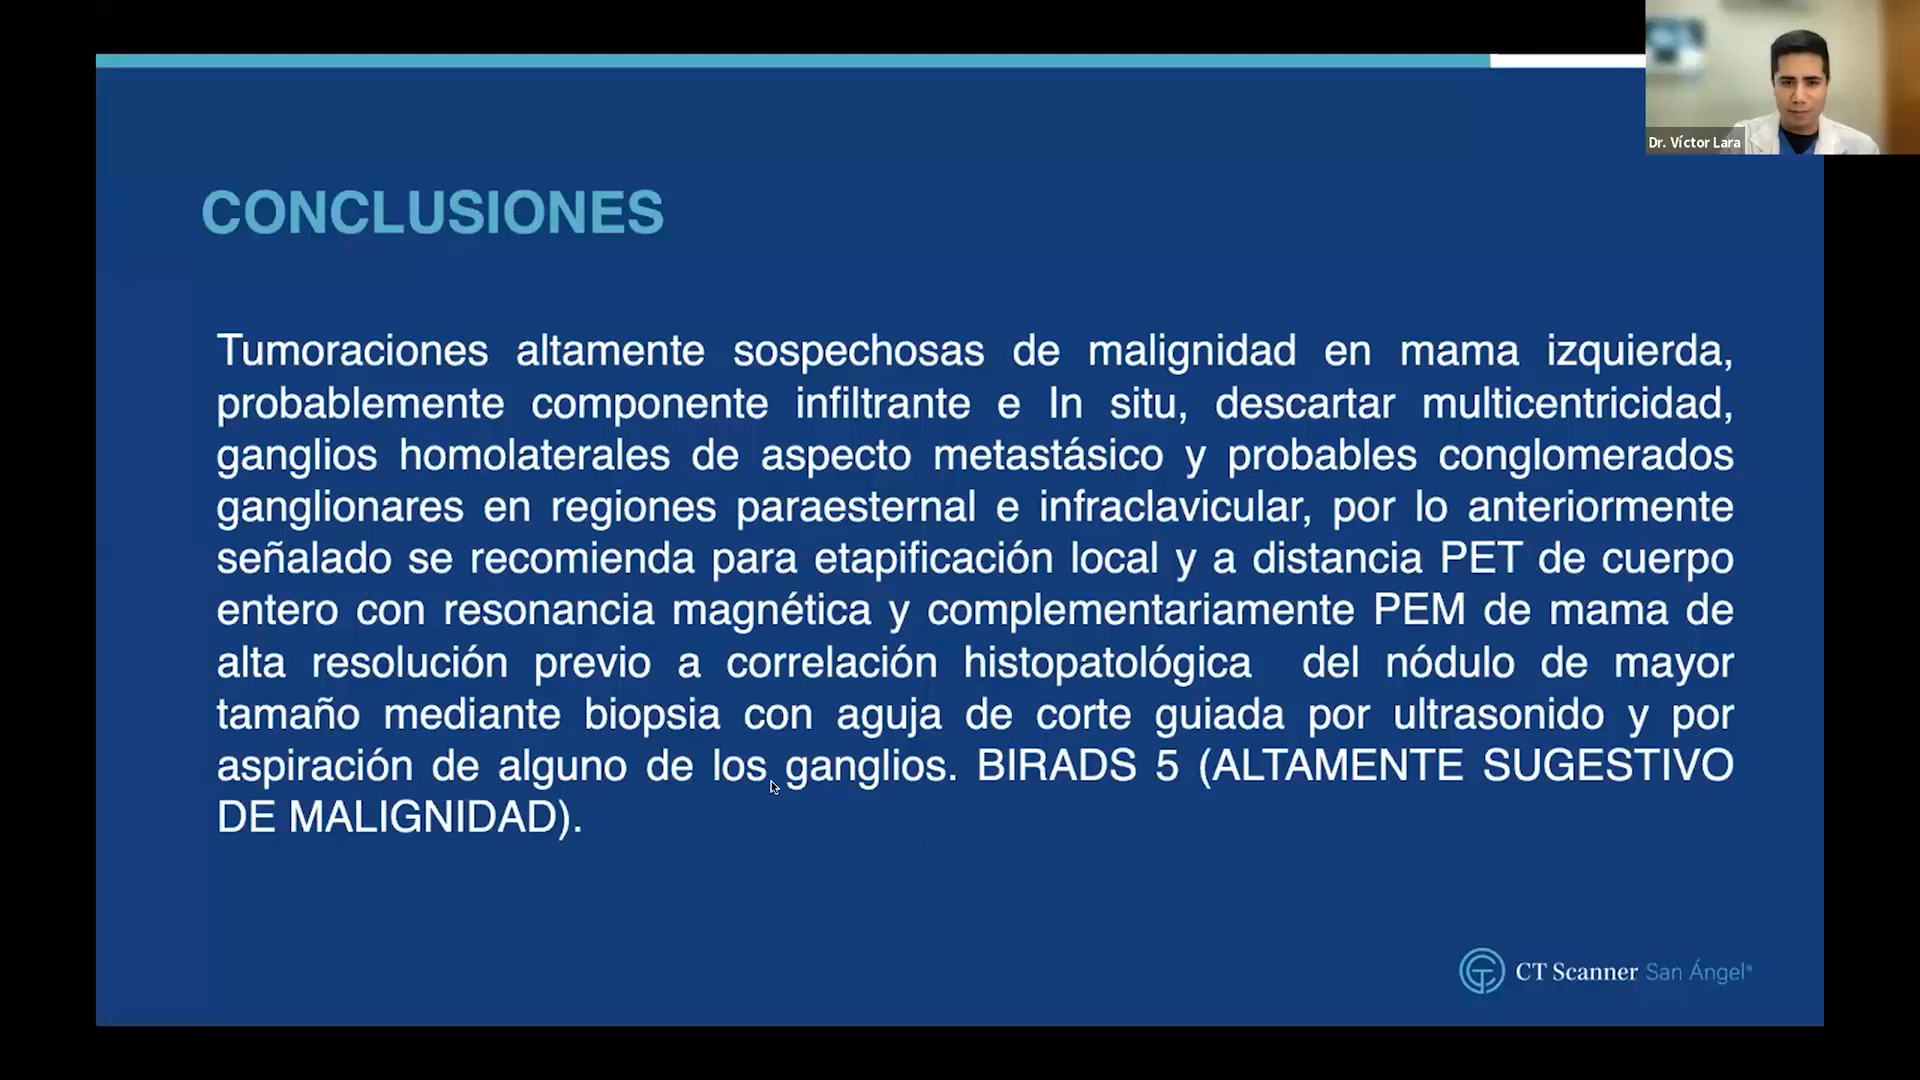 Dr. Víctor Lara
CONCLUSIONES
Tumoraciones altamente sospechosas de malignidad en mama izquierda,
probablemente componente infiltrante e In situ, descartar multicentricidad,
ganglios homolaterales de aspecto metastásico y probables conglomerados
ganglionares en regiones paraesternal e infraclavicular, por lo anteriormente
señalado se recomienda para etapificación local y a distancia PET de cuerpo
entero con resonancia magnética y complementariamente PEM de mama de
alta resolución previo a correlación histopatológica del nódulo de mayor
tamaño mediante biopsia con aguja de corte guiada por ultrasonido y por
aspiración de alguno de los ganglios. BIRADS 5 (ALTAMENTE SUGESTIVO
DE MALIGNIDAD).
CT Scanner San Ángel®